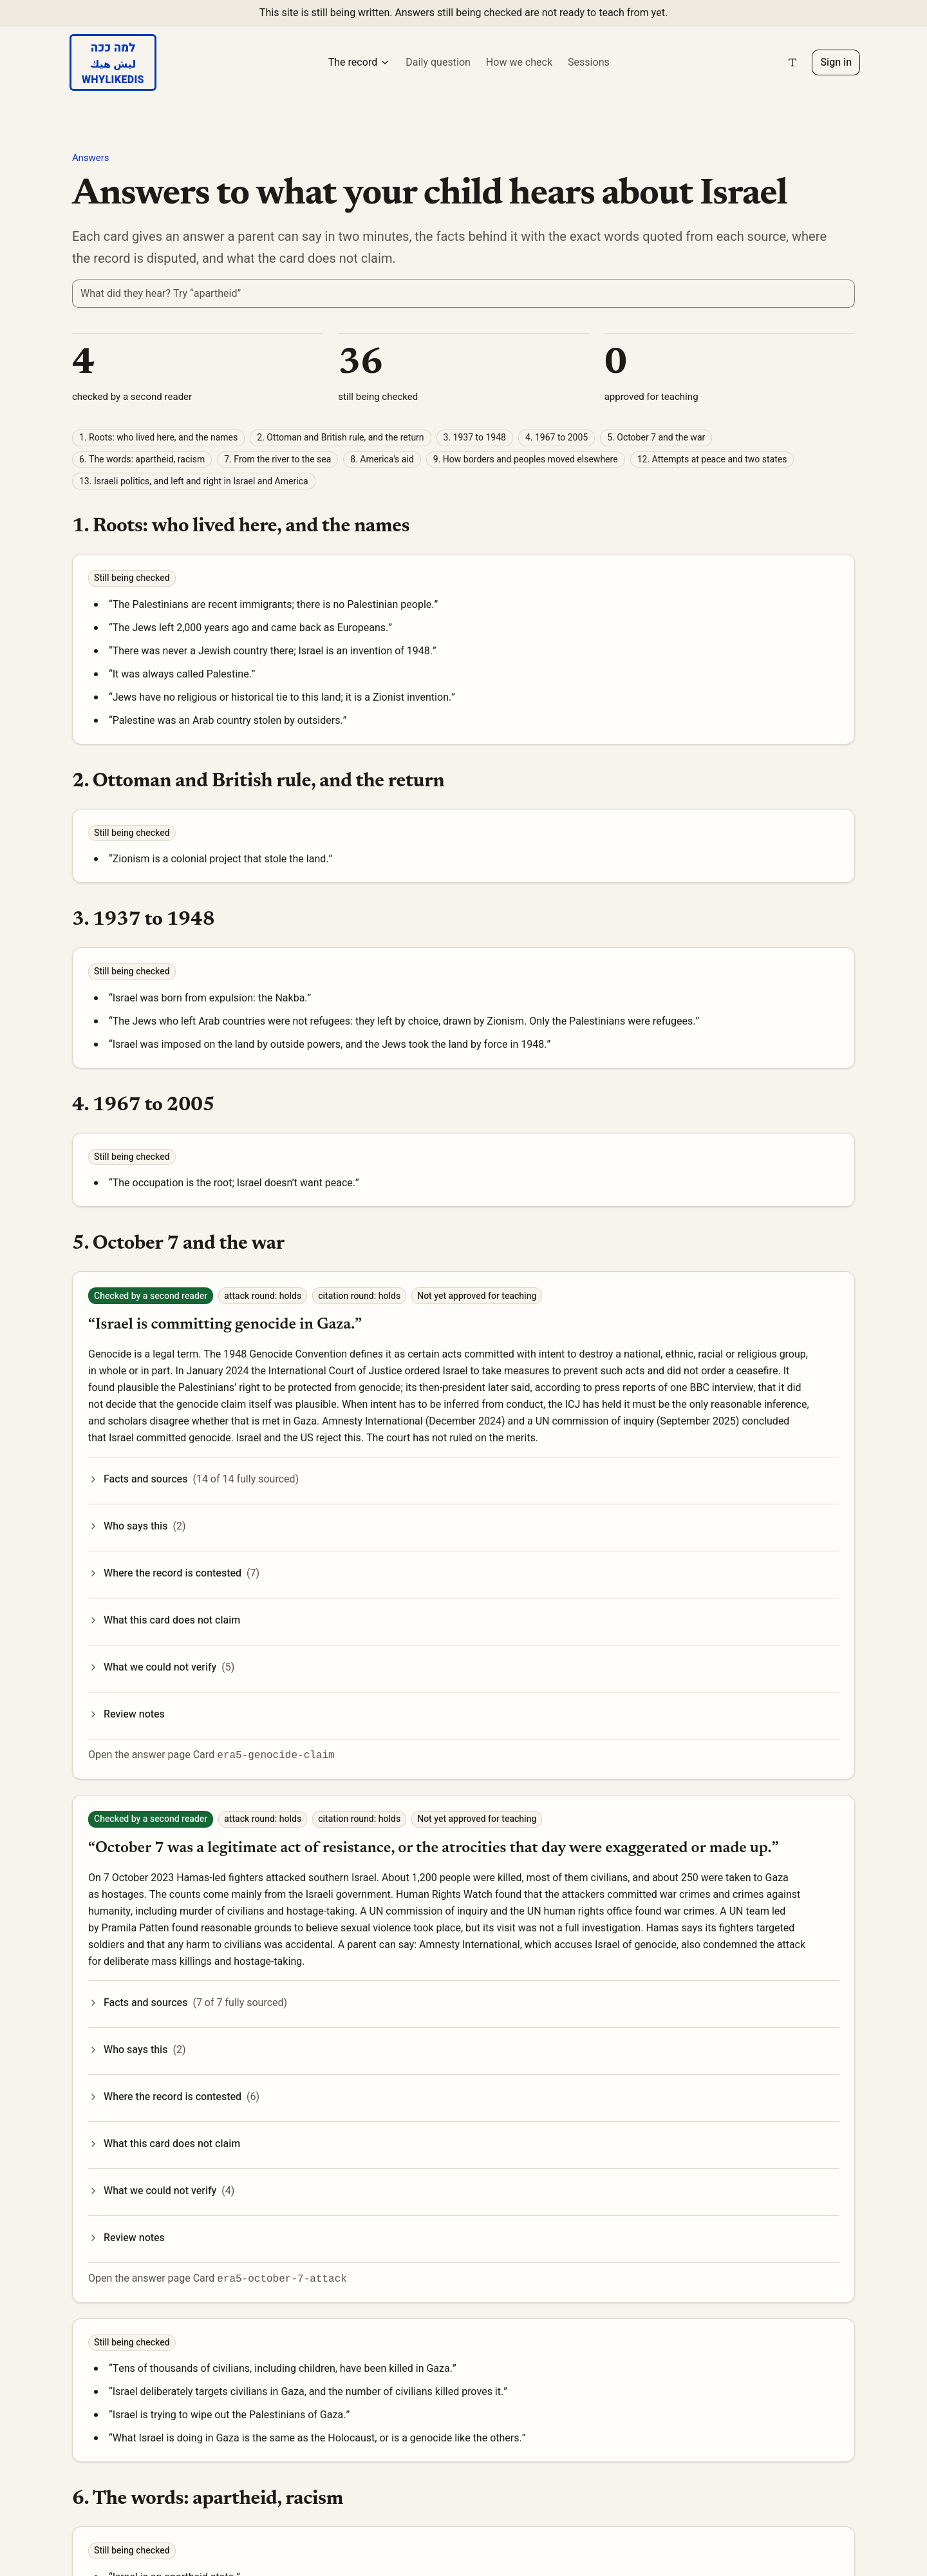 This site is still being written. Answers still being checked are not ready to teach from yet.
למה ככה
ליش هيك
WHYLIKEDIS
The record
Daily question
How we check
Sessions
T
Sign in
Answers
Answers to what your child hears about Israel
Each card gives an answer a parent can say in two minutes, the facts behind it with the exact words quoted from each source, where
the record is disputed, and what the card does not claim.
What did they hear? Try “apartheid”
4
checked by a second reader
36
still being checked
0
approved for teaching
1. Roots: who lived here, and the names
2. Ottoman and British rule, and the return
3. 1937 to 1948
4. 1967 to 2005
5. October 7 and the war
6. The words: apartheid, racism
7. From the river to the sea
8. America's aid
9. How borders and peoples moved elsewhere
12. Attempts at peace and two states
13. Israeli politics, and left and right in Israel and America
1. Roots: who lived here, and the names
Still being checked
“The Palestinians are recent immigrants; there is no Palestinian people.”
“The Jews left 2,000 years ago and came back as Europeans.”
“There was never a Jewish country there; Israel is an invention of 1948.”
“It was always called Palestine.”
“Jews have no religious or historical tie to this land; it is a Zionist invention.”
“Palestine was an Arab country stolen by outsiders.”
2. Ottoman and British rule, and the return
Still being checked
“Zionism is a colonial project that stole the land.”
3. 1937 to 1948
Still being checked
“Israel was born from expulsion: the Nakba.”
“The Jews who left Arab countries were not refugees: they left by choice, drawn by Zionism. Only the Palestinians were refugees.”
“Israel was imposed on the land by outside powers, and the Jews took the land by force in 1948.”
4. 1967 to 2005
Still being checked
“The occupation is the root; Israel doesn’t want peace.”
5. October 7 and the war
Checked by a second reader
attack round: holds
citation round: holds
Not yet approved for teaching
“Israel is committing genocide in Gaza.”
Genocide is a legal term. The 1948 Genocide Convention defines it as certain acts committed with intent to destroy a national, ethnic, racial or religious group,
in whole or in part. In January 2024 the International Court of Justice ordered Israel to take measures to prevent such acts and did not order a ceasefire. It
found plausible the Palestinians’ right to be protected from genocide; its then-president later said, according to press reports of one BBC interview, that it did
not decide that the genocide claim itself was plausible. When intent has to be inferred from conduct, the ICJ has held it must be the only reasonable inference,
and scholars disagree whether that is met in Gaza. Amnesty International (December 2024) and a UN commission of inquiry (September 2025) concluded
that Israel committed genocide. Israel and the US reject this. The court has not ruled on the merits.
Facts and sources (14 of 14 fully sourced)
Who says this (2)
Where the record is contested (7)
What this card does not claim
What we could not verify (5)
Review notes
Open the answer page Card era5-genocide-claim
Checked by a second reader
attack round: holds
citation round: holds
Not yet approved for teaching
“October 7 was a legitimate act of resistance, or the atrocities that day were exaggerated or made up.”
On 7 October 2023 Hamas-led fighters attacked southern Israel. About 1,200 people were killed, most of them civilians, and about 250 were taken to Gaza
as hostages. The counts come mainly from the Israeli government. Human Rights Watch found that the attackers committed war crimes and crimes against
humanity, including murder of civilians and hostage-taking. A UN commission of inquiry and the UN human rights office found war crimes. A UN team led
by Pramila Patten found reasonable grounds to believe sexual violence took place, but its visit was not a full investigation. Hamas says its fighters targeted
soldiers and that any harm to civilians was accidental. A parent can say: Amnesty International, which accuses Israel of genocide, also condemned the attack
for deliberate mass killings and hostage-taking.
Facts and sources (7 of 7 fully sourced)
Who says this (2)
Where the record is contested (6)
What this card does not claim
What we could not verify (4)
Review notes
Open the answer page Card era5-october-7-attack
Still being checked
“Tens of thousands of civilians, including children, have been killed in Gaza.”
“Israel deliberately targets civilians in Gaza, and the number of civilians killed proves it.”
“Israel is trying to wipe out the Palestinians of Gaza.”
“What Israel is doing in Gaza is the same as the Holocaust, or is a genocide like the others.”
6. The words: apartheid, racism
Still being checked